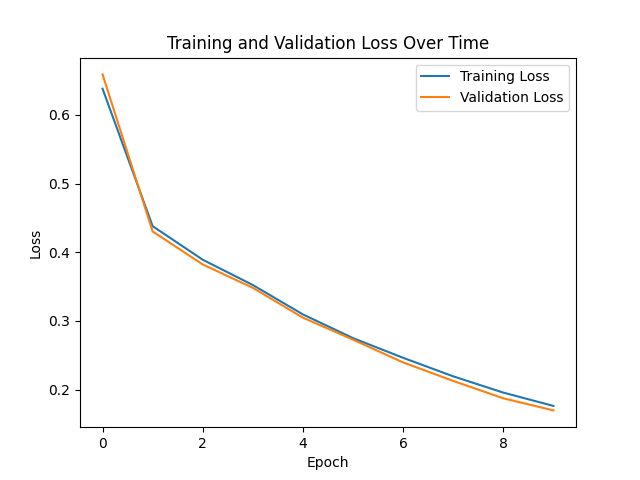 Training and Validation Loss Over Time
Training Loss
Validation Loss
0.6
0.5
0.4
0.3
0.2
Loss
0 2 4 6 8
Epoch